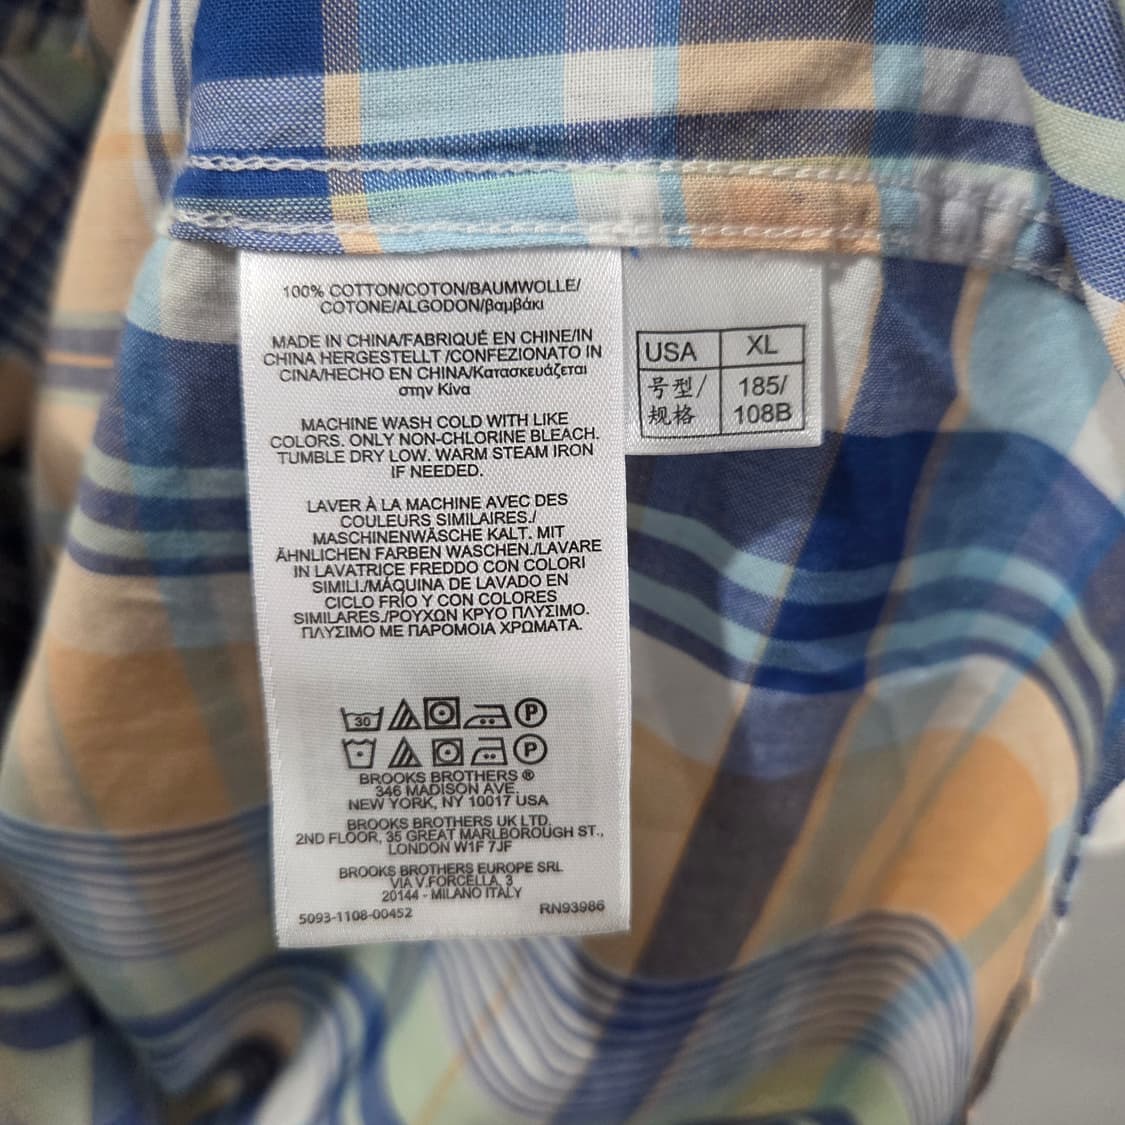 100% COTTON/COTON/BAUMWOLLE/
COTONE/ALGODON/βαμβάκι
MADE IN CHINA/FABRIQUÉ EN CHINE/IN
CHINA HERGESTELLT /CONFEZIONATO IN
CINA/HECHO EN CHINA/Κατασκευάζεται
στην Κίνα
MACHINE WASH COLD WITH LIKE
COLORS. ONLY NON-CHLORINE BLEACH.
TUMBLE DRY LOW. WARM STEAM IRON
IF NEEDED.
LAVER À LA MACHINE AVEC DES
COULEURS SIMILAIRES./
MASCHINENWÄSCHE KALT. MIT
ÄHNLICHEN FARBEN WASCHEN./LAVARE
IN LAVATRICE FREDDO CON COLORI
SIMILI./MÁQUINA DE LAVADO EN
CICLO FRÍO Y CON COLORES
SIMILARES./ΡΟΥΧΩΝ ΚΡΥΟ ΠΛΥΣΙΜΟ.
ΠΛΥΣΙΜΟ ΜΕ ΠΑΡΟΜΟΙΑ ΧΡΩΜΑΤΑ.
30 P
P
BROOKS BROTHERS ®
346 MADISON AVE.
NEW YORK, NY 10017 USA
BROOKS BROTHERS UK LTD.
2ND FLOOR, 35 GREAT MARLBOROUGH ST.,
LONDON W1F 7JF
BROOKS BROTHERS EUROPE SRL
VIA V.FORCELLA, 3
20144 - MILANO ITALY
5093-1108-00452 RN93986
USA XL
号型/ 185/
规格 108B